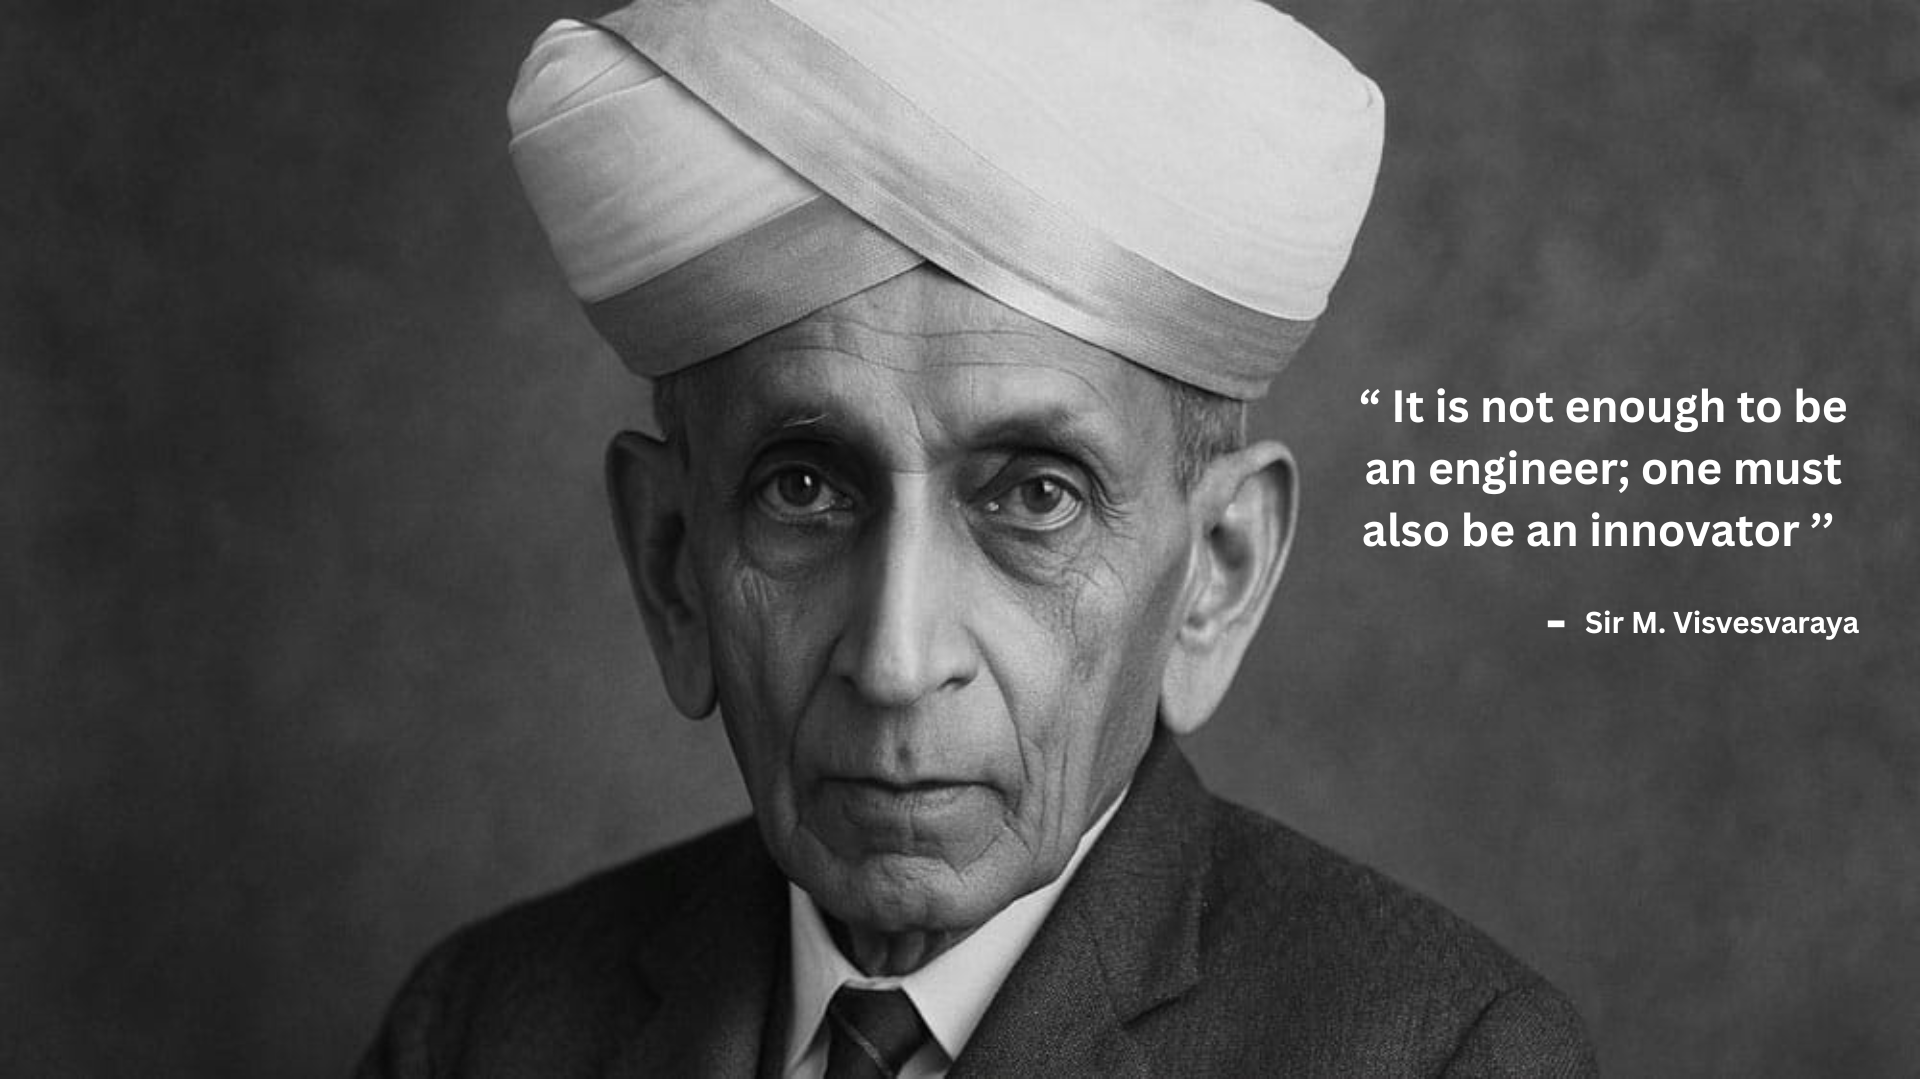 “ It is not enough to be
an engineer; one must
also be an innovator ”
- Sir M. Visvesvaraya